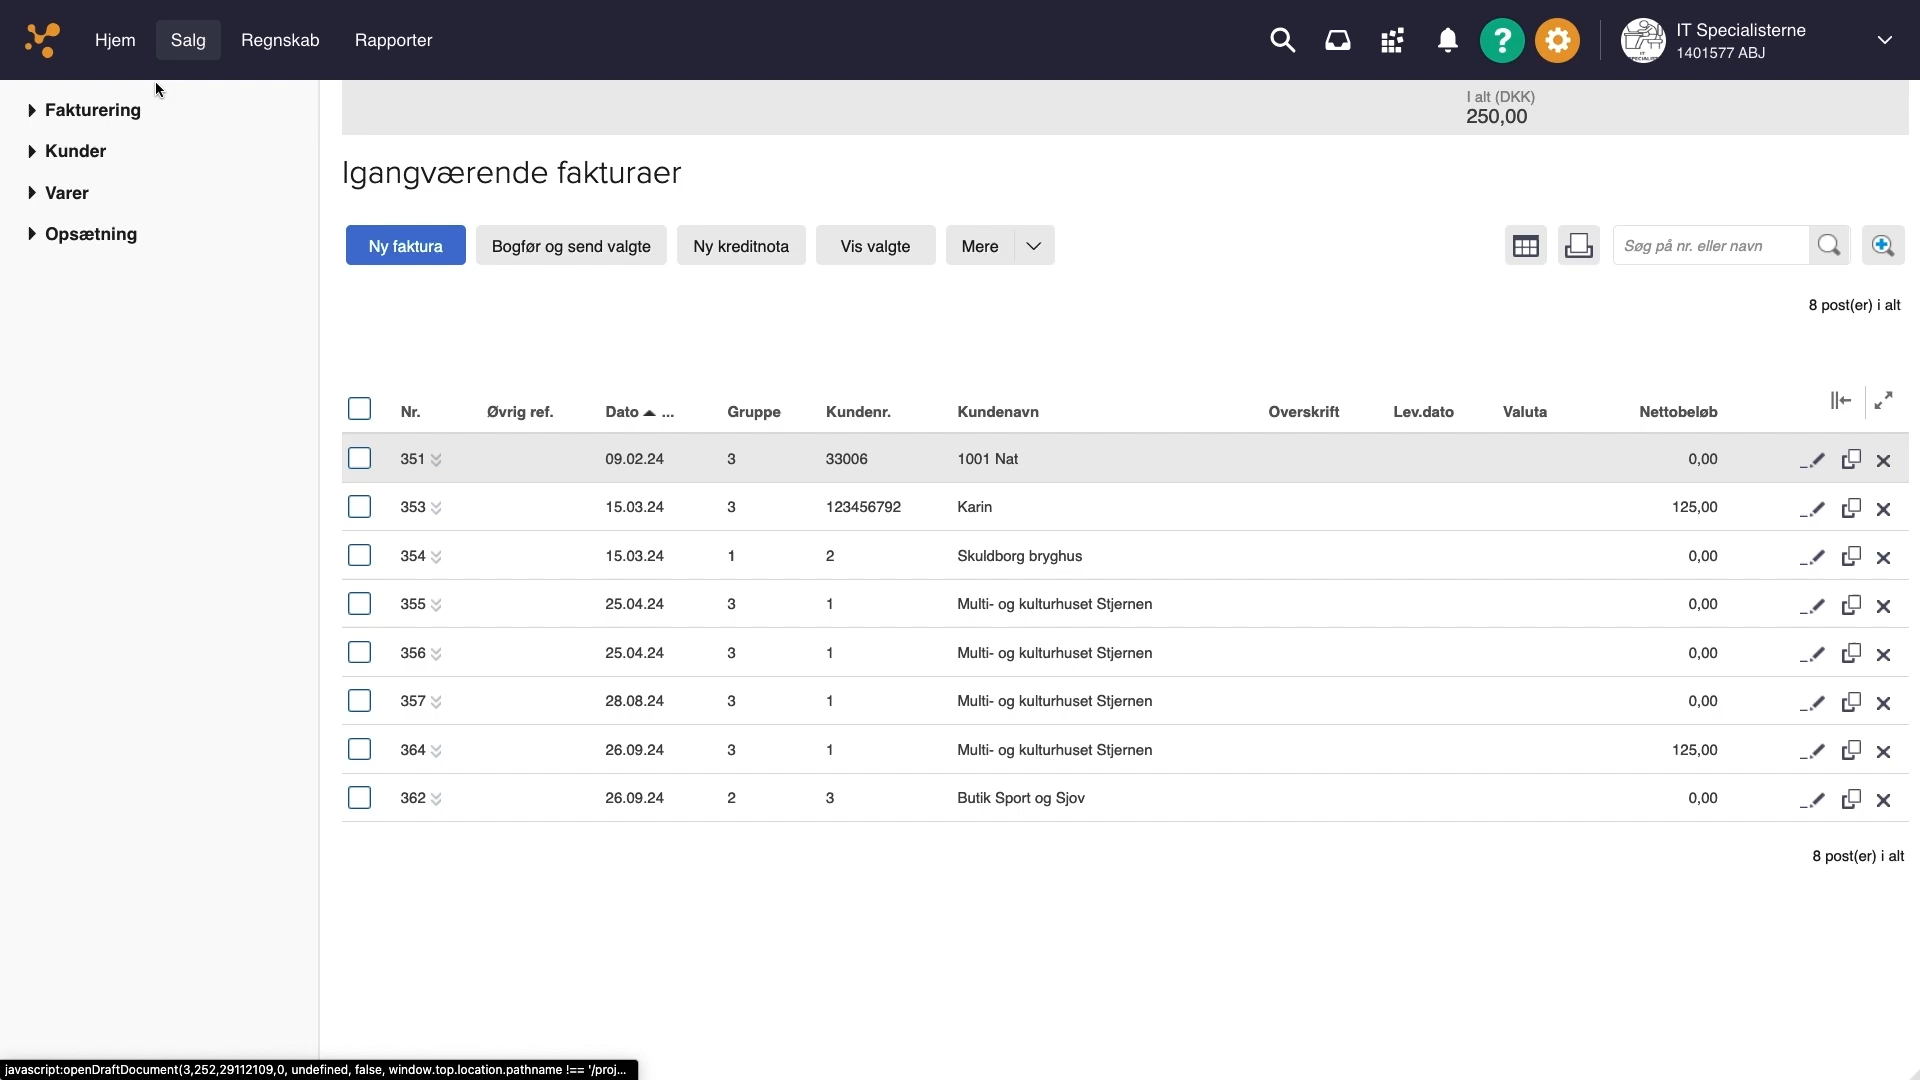 Hjem Salg Regnskab Rapporter ? IT Specialisterne
1401577 ABJ
Fakturering
Kunder
Varer
Opsætning
I alt (DKK)
250,00
Igangværende fakturaer
Ny faktura Bogfør og send valgte Ny kreditnota Vis valgte Mere Søg på nr. eller navn
8 post(er) i alt
Nr. Øvrig ref. Dato ... Gruppe Kundenr. Kundenavn Overskrift Lev.dato Valuta Nettobeløb
351 09.02.24 3 33006 1001 Nat 0,00
353 15.03.24 3 123456792 Karin 125,00
354 15.03.24 1 2 Skuldborg bryghus 0,00
355 25.04.24 3 1 Multi- og kulturhuset Stjernen 0,00
356 25.04.24 3 1 Multi- og kulturhuset Stjernen 0,00
357 28.08.24 3 1 Multi- og kulturhuset Stjernen 0,00
364 26.09.24 3 1 Multi- og kulturhuset Stjernen 125,00
362 26.09.24 2 3 Butik Sport og Sjov 0,00
8 post(er) i alt
javascript:openDraftDocument(3,252,29112109,0, undefined, false, window.top.location.pathname !== '/proj...